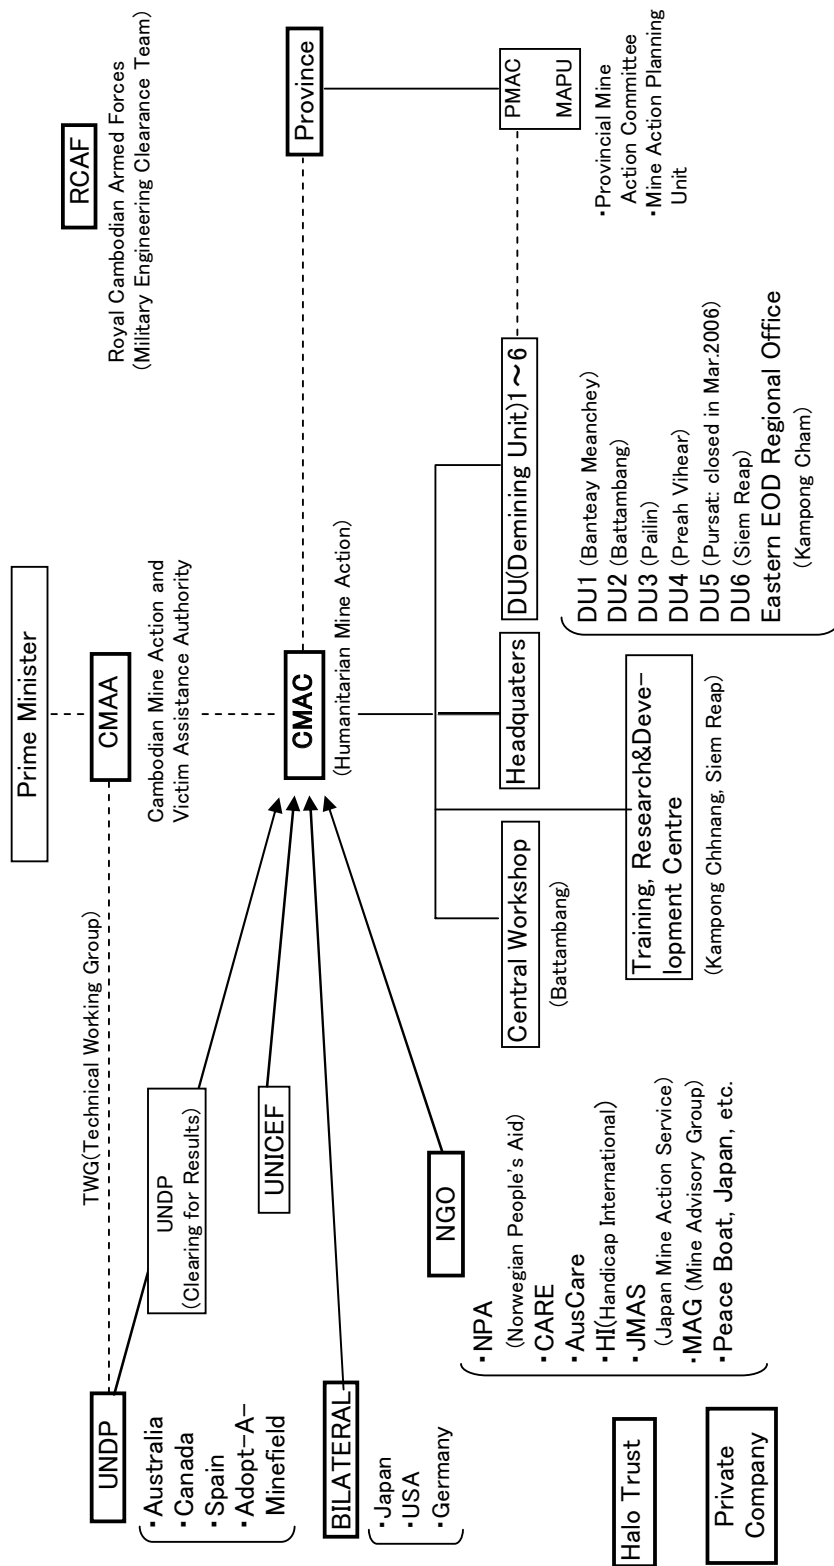 Prime Minister
CMAA
Cambodian Mine Action and
Victim Assistance Authority
RCAF
Royal Cambodian Armed Forces
(Military Engineering Clearance Team)
TWG(Technical Working Group)
UNDP
・Australia
・Canada
・Spain
・Adopt-A-
Minefield
UNDP
(Clearing for Results)
UNICEF
BILATERAL
・Japan
・USA
・Germany
NGO
・NPA
(Norwegian People's Aid)
・CARE
・AusCare
・HI(Handicap International)
・JMAS
(Japan Mine Action Service)
・MAG (Mine Advisory Group)
・Peace Boat, Japan, etc.
Halo Trust
Private
Company
CMAC
(Humanitarian Mine Action)
Province
Central Workshop
(Battambang)
Headquaters
DU(Demining Unit)1～6
PMAC
MAPU
・Provincial Mine
Action Committee
・Mine Action Planning
Unit
Training, Research&Deve-
lopment Centre
(Kampong Chhnang, Siem Reap)
DU1 (Banteay Meanchey)
DU2 (Battambang)
DU3 (Pailin)
DU4 (Preah Vihear)
DU5 (Pursat: closed in Mar.2006)
DU6 (Siem Reap)
Eastern EOD Regional Office
(Kampong Cham)